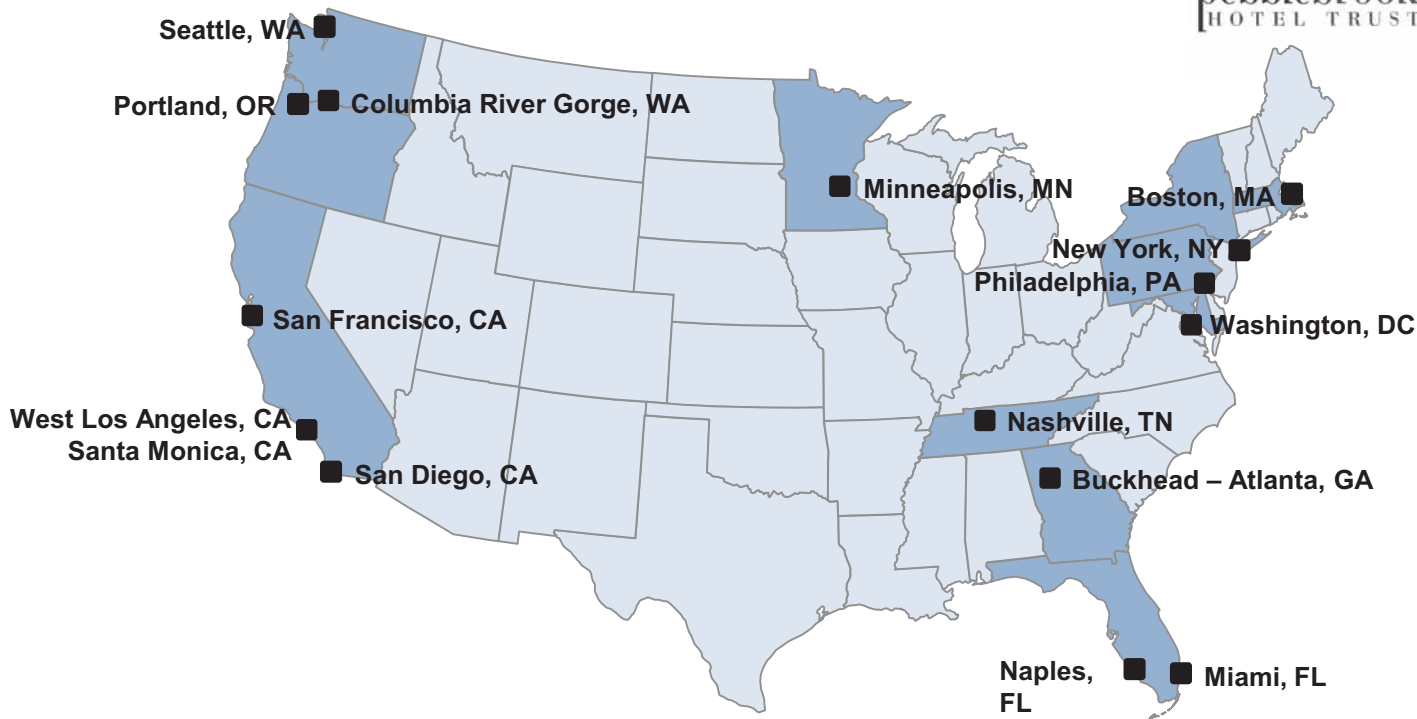 HOTEL TRUST
Seattle, WA
Portland, OR
Columbia River Gorge, WA
Minneapolis, MN
Boston, MA
New York, NY
Philadelphia, PA
Washington, DC
San Francisco, CA
West Los Angeles, CA
Santa Monica, CA
San Diego, CA
Nashville, TN
Buckhead – Atlanta, GA
Naples,
FL
Miami, FL